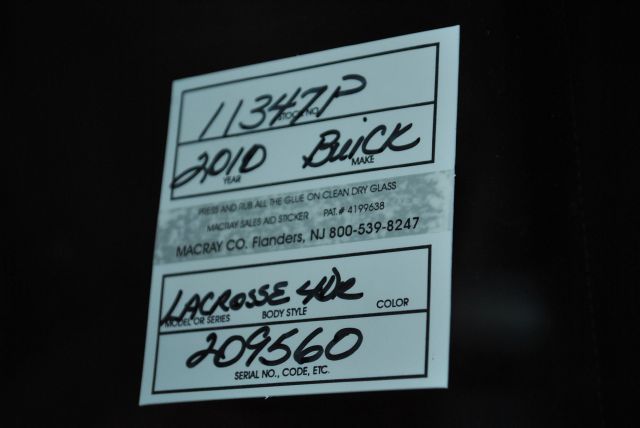 11347P
STOCK NO.
2010 Buick
YEAR MAKE
PRESS AND RUB ALL THE GLUE ON CLEAN DRY GLASS
MACRAY SALES AID STICKER PAT. # 4199638
MACRAY CO. Flanders, NJ 800-539-8247
LACROSSE 4DR
MODEL OR SERIES BODY STYLE COLOR
209560
SERIAL NO., CODE, ETC.